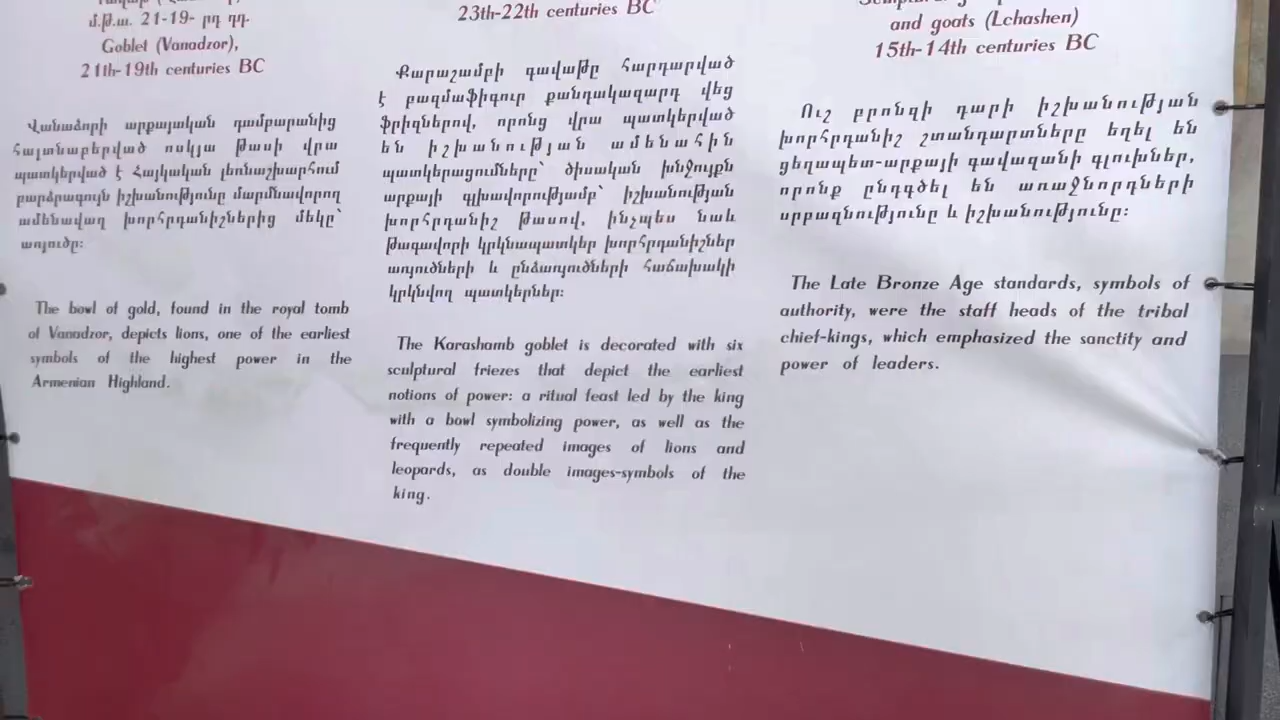 մ.թ.ա. 21-19- րդ դդ.
Goblet (Vanadzor),
21th-19th centuries BC
Վանաձորի արքայական դամբարանից
հայտնաբերված ոսկյա թասի վրա
պատկերված է Հայկական լեռնաշխարհում
բարձրագույն իշխանությունը մարմնավորող
ամենավաղ խորհրդանիշներից մեկը՝
առյուծը:
The bowl of gold, found in the royal tomb
of Vanadzor, depicts lions, one of the earliest
symbols of the highest power in the
Armenian Highland.
23th-22th centuries BC
Քարաշամբի գավաթը հարդարված
է բազմաֆիգուր քանդակազարդ վեց
ֆրիզներով, որոնց վրա պատկերված
են իշխանության ամենահին
պատկերացումները՝ ծիսական խնջույքն
արքայի գլխավորությամբ՝ իշխանության
խորհրդանիշ թասով, ինչպես նաև
թագավորի կրկնապատկեր խորհրդանիշներ
առյուծների և ընձառյուծների հաճախակի
կրկնվող պատկերներ:
The Karashamb goblet is decorated with six
sculptural friezes that depict the earliest
notions of power: a ritual feast led by the king
with a bowl symbolizing power, as well as the
frequently repeated images of lions and
leopards, as double images-symbols of the
king.
and goats (Lchashen)
15th-14th centuries BC
Ուշ բրոնզի դարի իշխանության
խորհրդանիշ շտանդարտները եղել են
ցեղապետ-արքայի գավազանի գլուխներ,
որոնք ընդգծել են առաջնորդների
սրբազնությունը և իշխանությունը:
The Late Bronze Age standards, symbols of
authority, were the staff heads of the tribal
chief-kings, which emphasized the sanctity and
power of leaders.